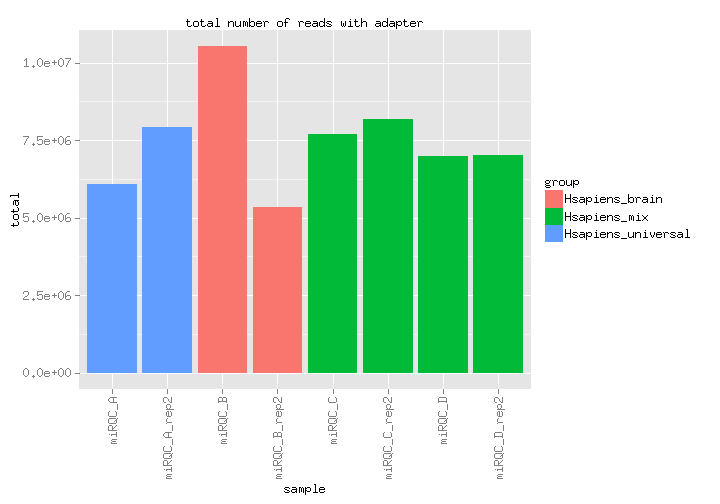 total number of reads with adapter
total
1.0e+07
7.5e+06
5.0e+06
2.5e+06
0.0e+00
miRQC_A
miRQC_A_rep2
miRQC_B
miRQC_B_rep2
miRQC_C
miRQC_C_rep2
miRQC_D
miRQC_D_rep2
sample
group
Hsapiens_brain
Hsapiens_mix
Hsapiens_universal